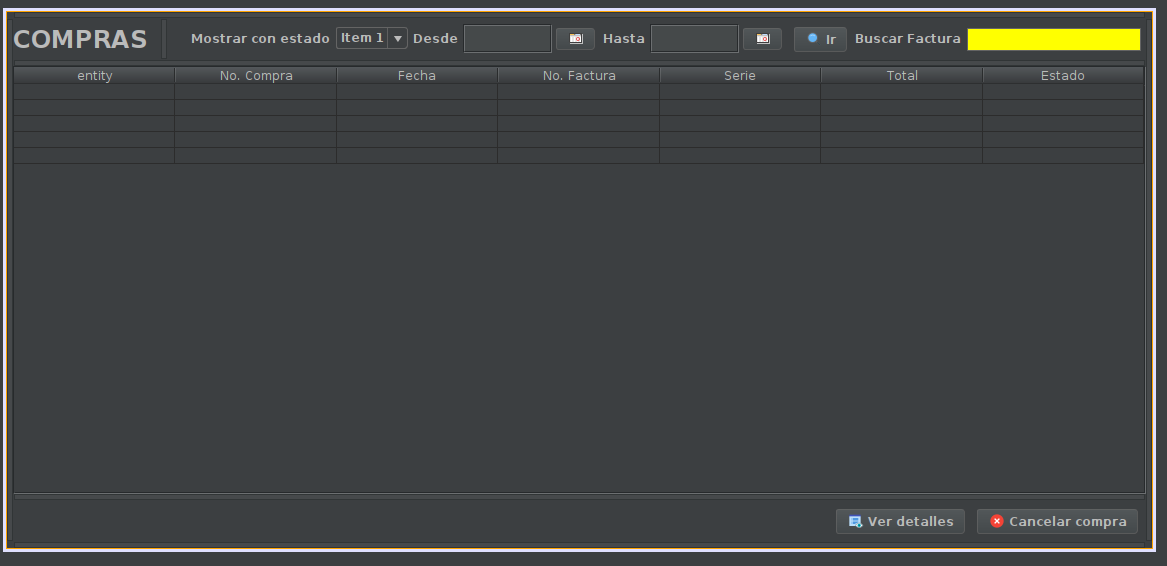 COMPRAS Mostrar con estado Item 1 Desde Hasta Ir Buscar Factura
entity No. Compra Fecha No. Factura Serie Total Estado
Ver detalles Cancelar compra